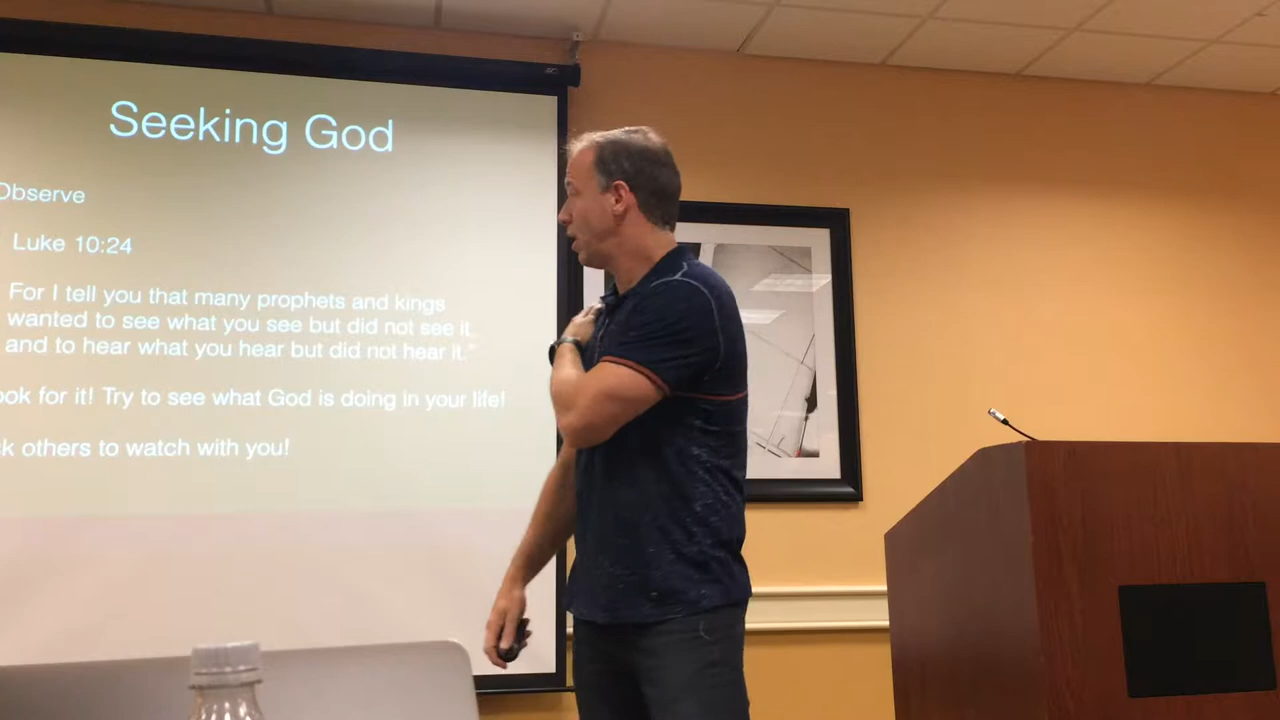 Seeking God
Observe
Luke 10:24
For I tell you that many prophets and kings
wanted to see what you see but did not see it,
and to hear what you hear but did not hear it."
ook for it! Try to see what God is doing in your life!
sk others to watch with you!